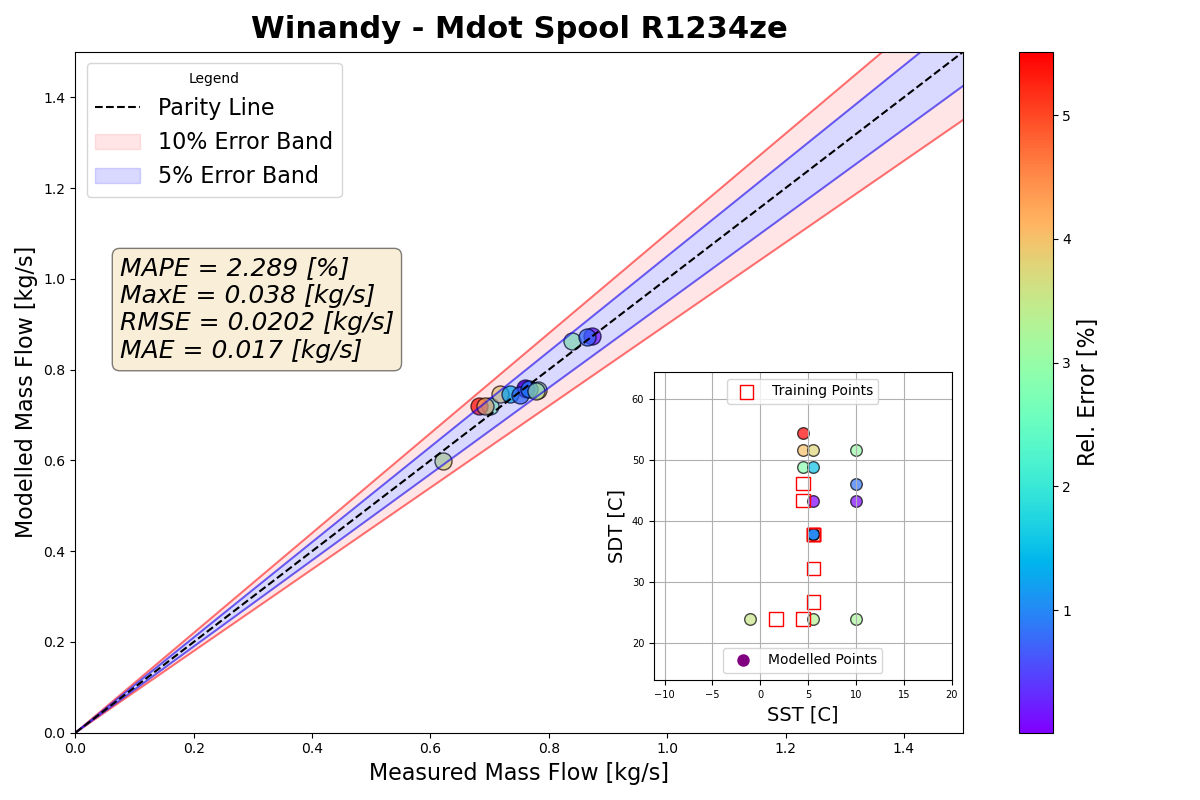 Winandy - Mdot Spool R1234ze
Legend
Parity Line
10% Error Band
5% Error Band
MAPE = 2.289 [%]
MaxE = 0.038 [kg/s]
RMSE = 0.0202 [kg/s]
MAE = 0.017 [kg/s]
Modelled Mass Flow [kg/s]
1.4
1.2
1.0
0.8
0.6
0.4
0.2
0.0
0.0 0.2 0.4 0.6 0.8 1.0 1.2 1.4
Measured Mass Flow [kg/s]
Training Points
SDT [C]
60
50
40
30
20
Modelled Points
−10 −5 0 5 10 15 20
SST [C]
5
4
3
2
1
Rel. Error [%]